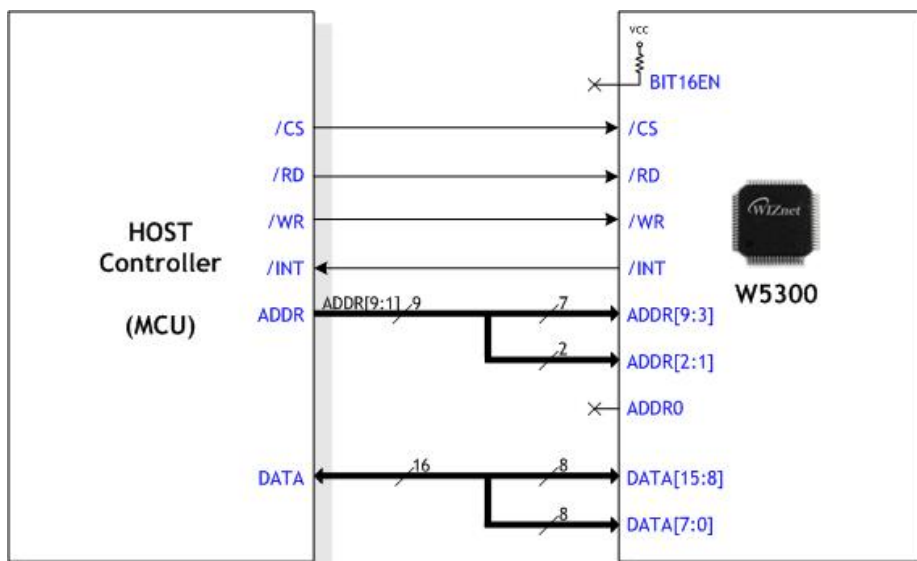 vcc
BIT16EN
/CS
/CS
/RD
/RD
/WR
/WR
HOST
Controller
(MCU)
/INT
/INT
WIZnet
W5300
ADDR
ADDR[9:1]
9
7
ADDR[9:3]
2
ADDR[2:1]
ADDR0
DATA
16
8
DATA[15:8]
8
DATA[7:0]